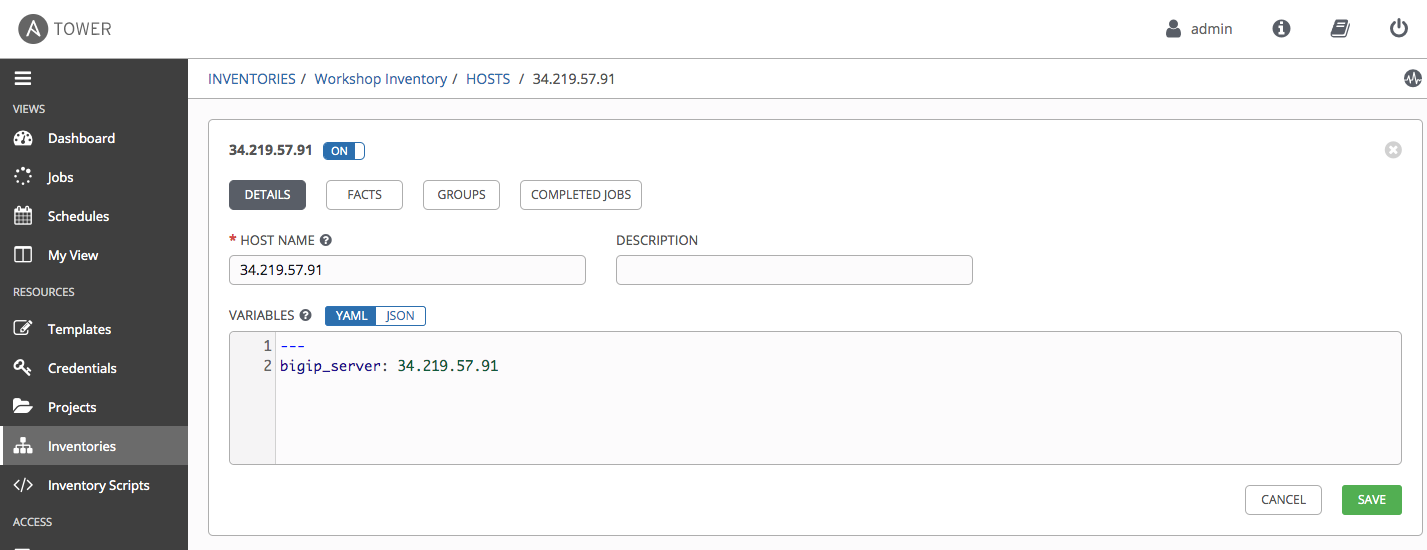 A TOWER
admin
INVENTORIES / Workshop Inventory / HOSTS / 34.219.57.91
VIEWS
Dashboard
Jobs
Schedules
My View
RESOURCES
Templates
Credentials
Projects
Inventories
Inventory Scripts
ACCESS
34.219.57.91 ON
DETAILS FACTS GROUPS COMPLETED JOBS
* HOST NAME ?
DESCRIPTION
34.219.57.91
VARIABLES ? YAML JSON
1 ---
2 bigip_server: 34.219.57.91
CANCEL SAVE